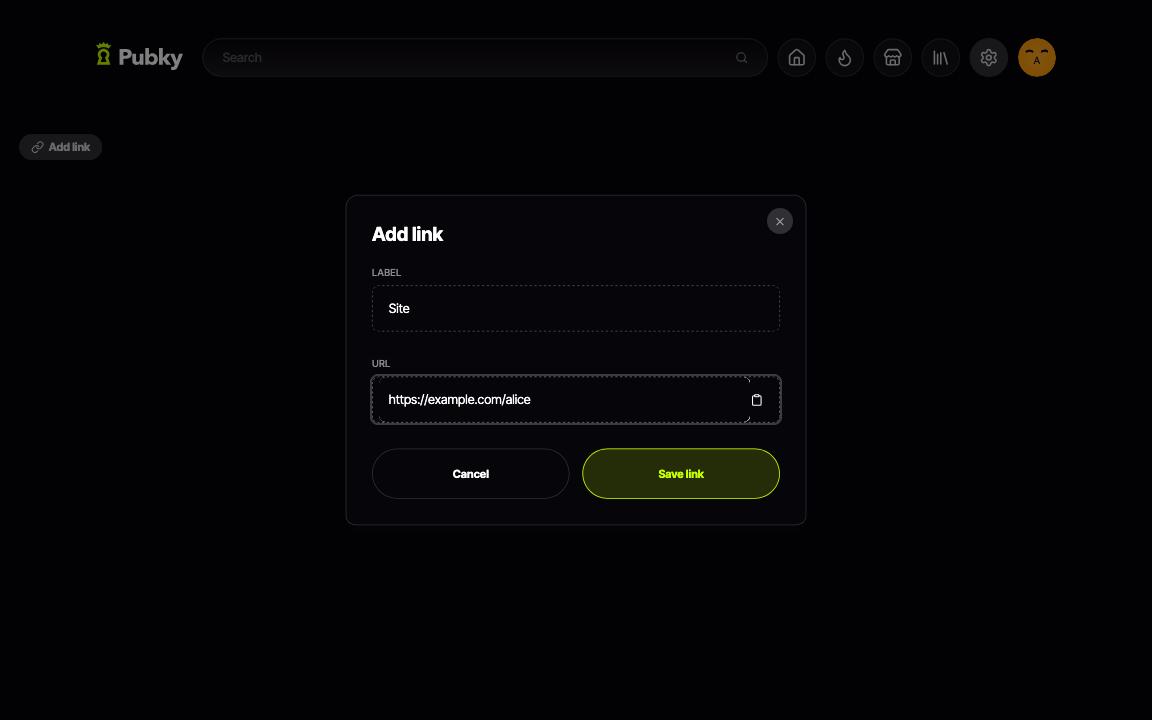 Pubky
Search
A
Add link
Add link
LABEL
Site
URL
https://example.com/alice
Cancel
Save link